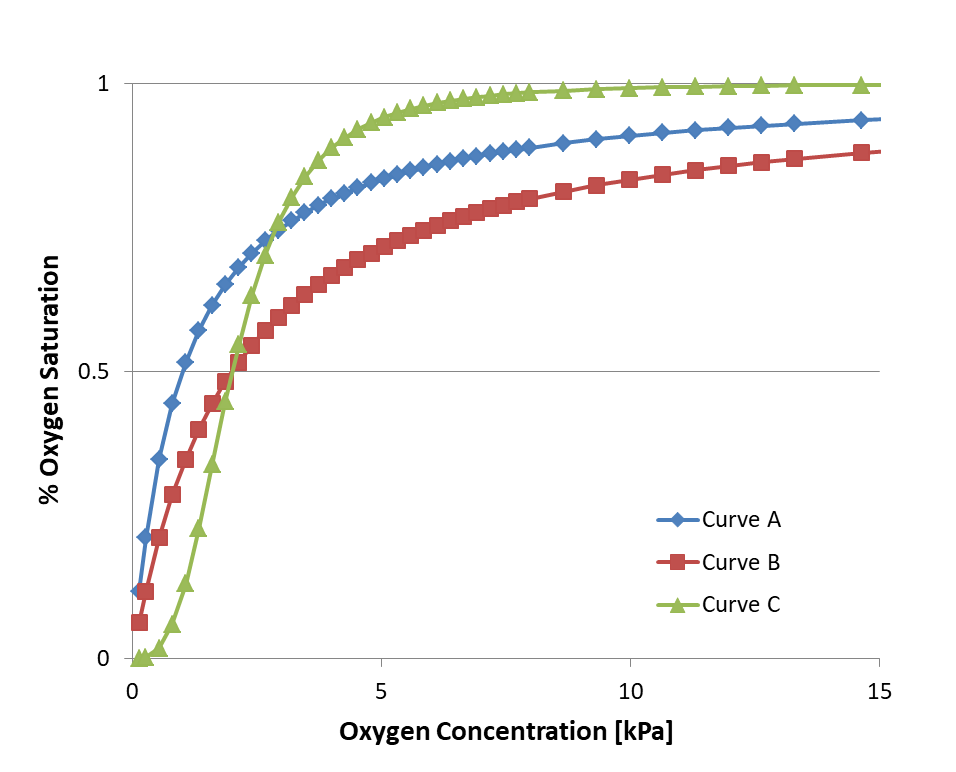 1
0.5
0
% Oxygen Saturation
Curve A
Curve B
Curve C
0 5 10 15
Oxygen Concentration [kPa]